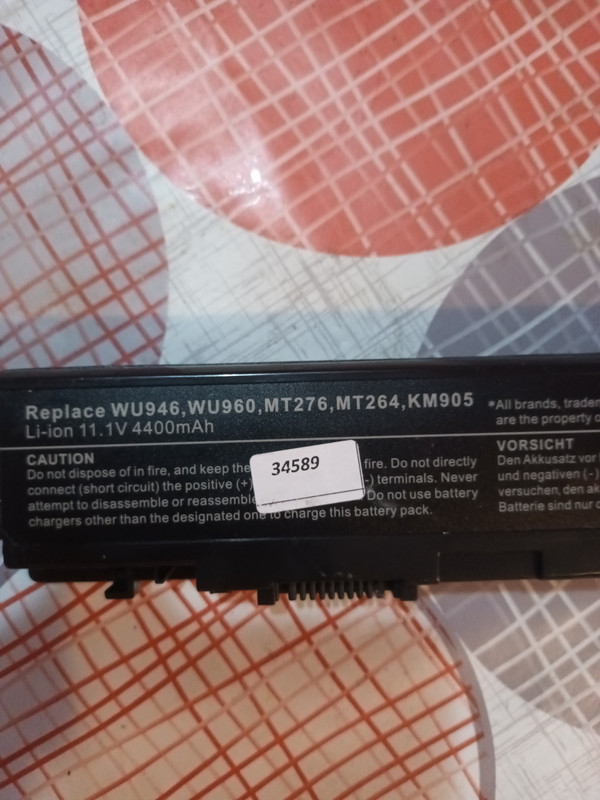 Replace WU946,WU960,MT276,MT264,KM905
Li-ion 11.1V 4400mAh
CAUTION
Do not dispose of in fire, and keep the fire. Do not directly
connect (short circuit) the positive (+) -) terminals. Never
attempt to disassemble or reassemble Do not use battery
chargers other than the designated one to charge this battery pack.
34589
*All brands,
are the property
VORSICHT
Den Akkusatz vor
und negativen (-)
versuchen, den
Batterie sind nur